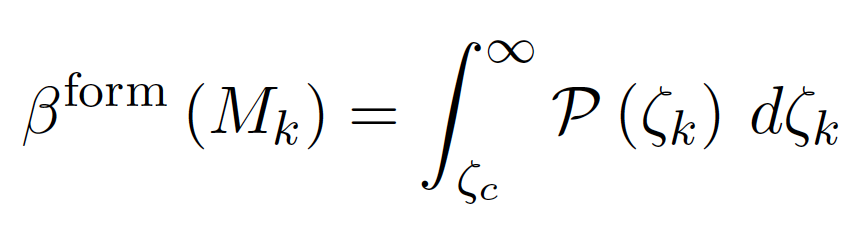 β^form (M_k) = ∫_{ζ_c}^∞ 𝒫 (ζ_k) dζ_k